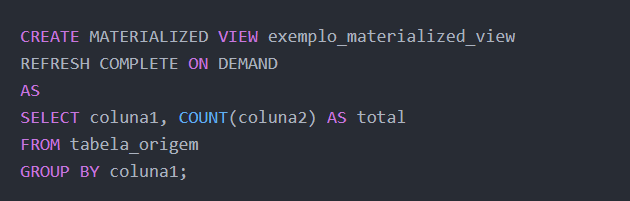 CREATE MATERIALIZED VIEW exemplo_materialized_view
REFRESH COMPLETE ON DEMAND
AS
SELECT coluna1, COUNT(coluna2) AS total
FROM tabela_origem
GROUP BY coluna1;